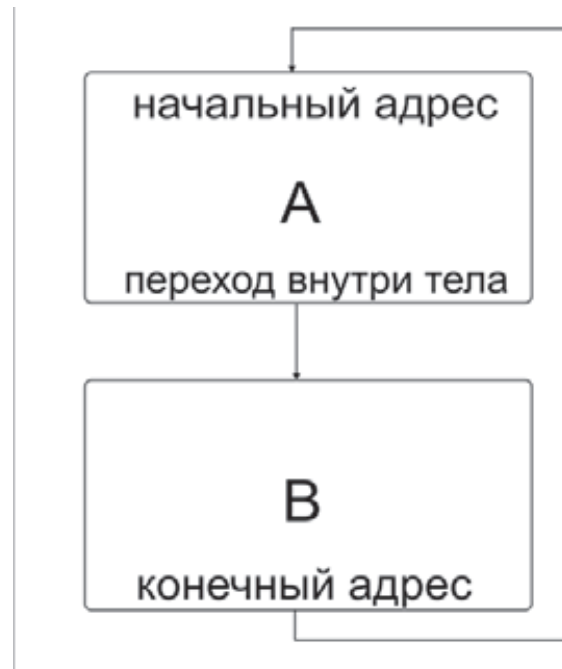 начальный адрес
A
переход внутри тела
B
конечный адрес